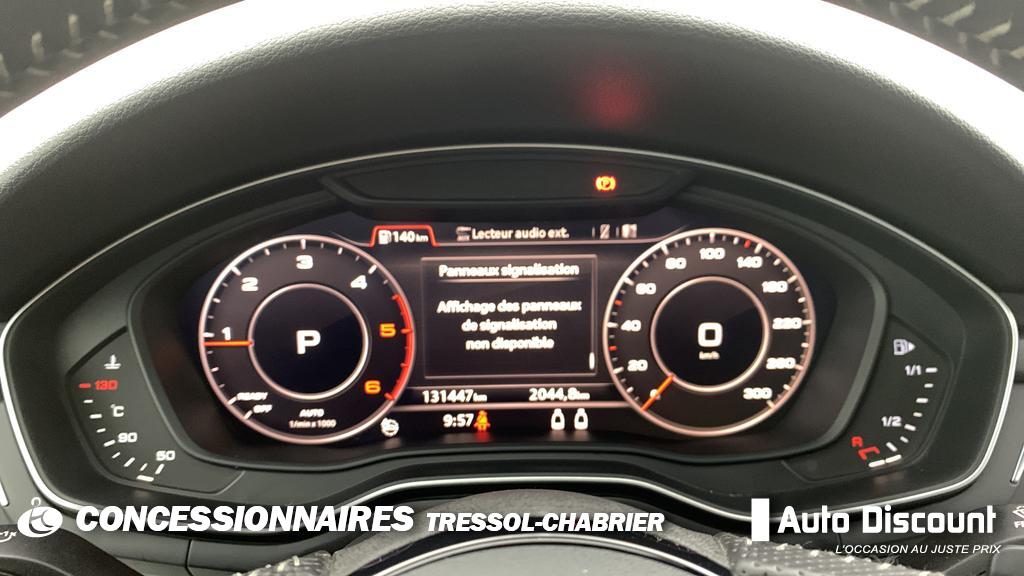 140 km
Lecteur audio ext.
Panneaux signalisation
Affichage des panneaux
de signalisation
non disponible
131447 km
2044,8 km
9:57
1
2
3
4
5
6
READY
OFF
AUTO
1/min x 1000
P
0
km/h
20
40
60
80
100
140
180
220
260
300
130
°C
90
50
1/1
1/2
R
CONCESSIONNAIRES TRESSOL-CHABRIER
Auto Discount
L'OCCASION AU JUSTE PRIX